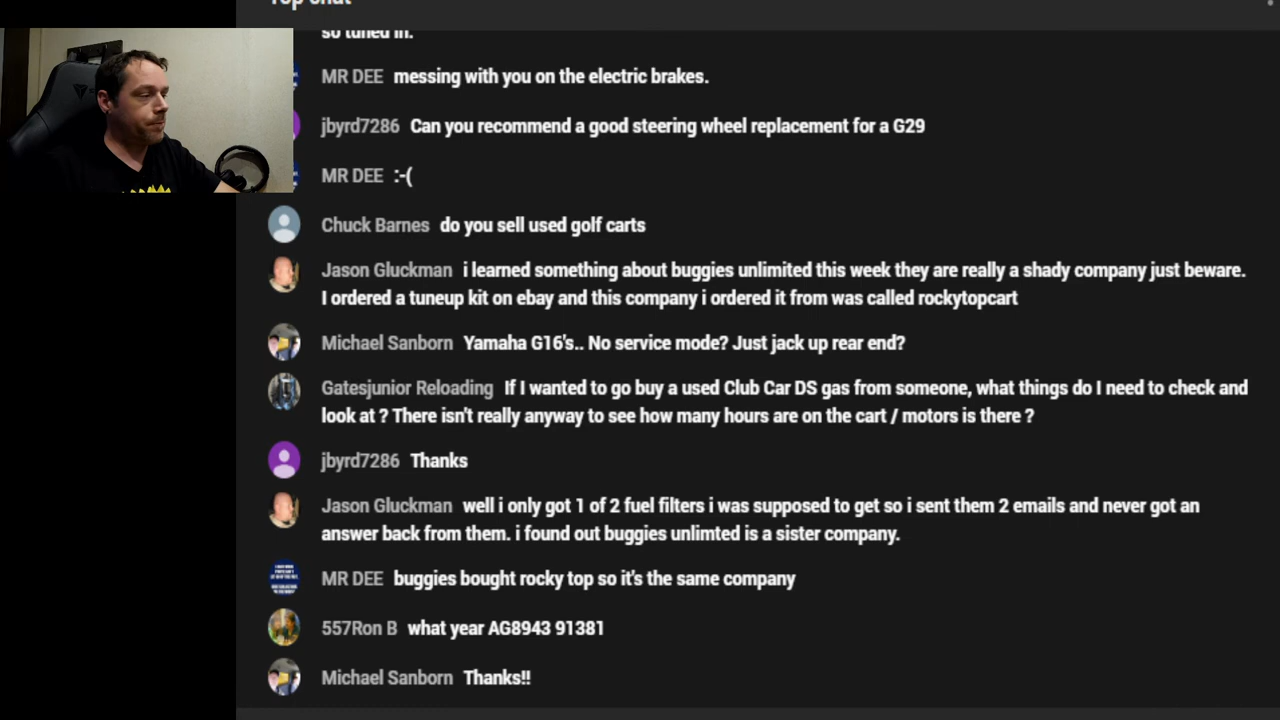 Top chat
so tuned in.
MR DEE messing with you on the electric brakes.
jbyrd7286 Can you recommend a good steering wheel replacement for a G29
MR DEE :-(
Chuck Barnes do you sell used golf carts
Jason Gluckman i learned something about buggies unlimited this week they are really a shady company just beware.
I ordered a tuneup kit on ebay and this company i ordered it from was called rockytopcart
Michael Sanborn Yamaha G16's.. No service mode? Just jack up rear end?
Gatesjunior Reloading If I wanted to go buy a used Club Car DS gas from someone, what things do I need to check and
look at ? There isn't really anyway to see how many hours are on the cart / motors is there ?
jbyrd7286 Thanks
Jason Gluckman well i only got 1 of 2 fuel filters i was supposed to get so i sent them 2 emails and never got an
answer back from them. i found out buggies unlimted is a sister company.
MR DEE buggies bought rocky top so it's the same company
557Ron B what year AG8943 91381
Michael Sanborn Thanks!!